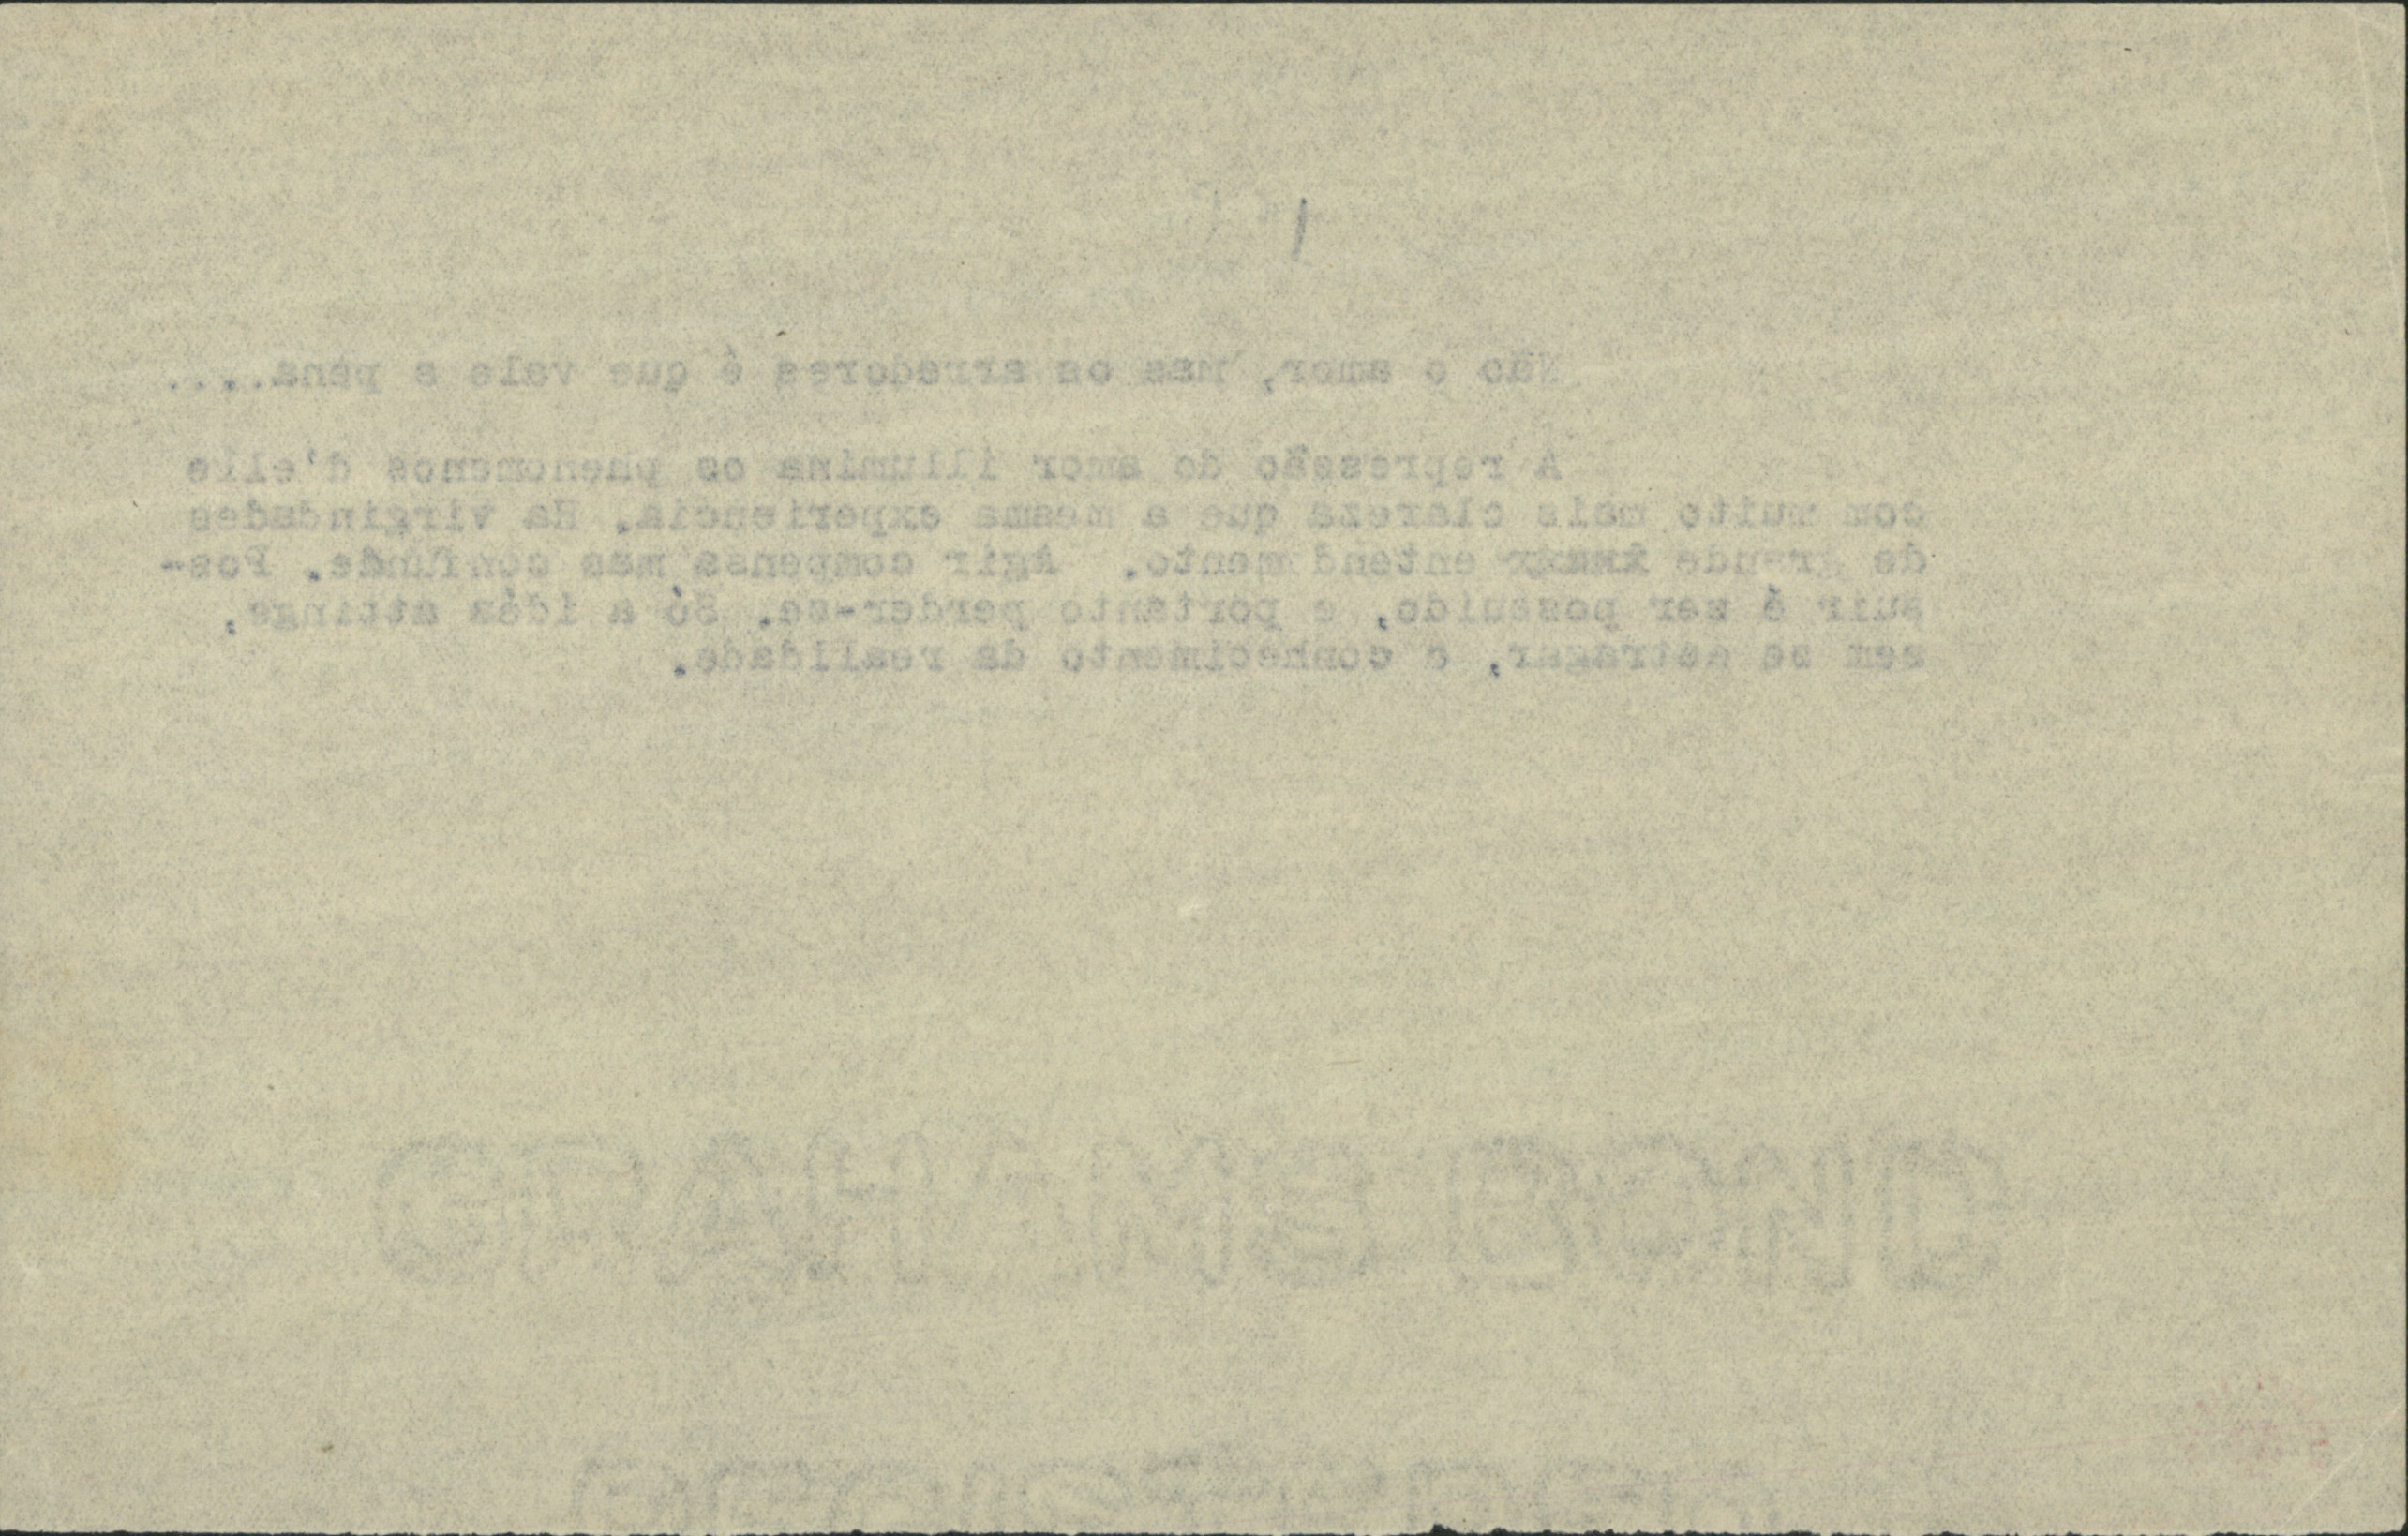 Não o amor, mas os arredores é que vale a pena....
A repressão do amor illumina os phenomenos d'elle
com muito mais clareza que a mesma experiencia. Ha virgindades
de grande entendimento. Agir compensa mas confunde. Pos-
suir é ser possuido, e portanto perder-se. Só a idéa attinge,
sem se estragar, o conhecimento da realidade.